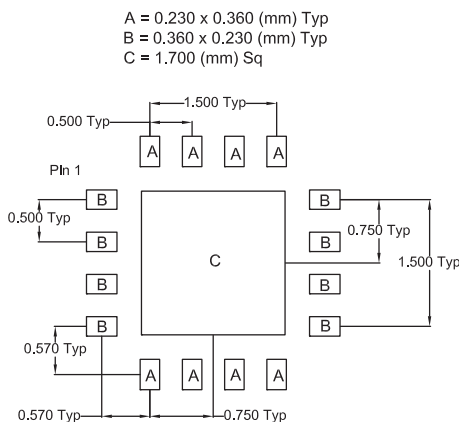 A = 0.230 x 0.360 (mm) Typ
B = 0.360 x 0.230 (mm) Typ
C = 1.700 (mm) Sq
1.500 Typ
0.500 Typ
A A A A
PIn 1
B B
0.500 Typ
0.750 Typ
B B
C
1.500 Typ
B B
B B
0.570 Typ
A A A A
0.570 Typ
0.750 Typ